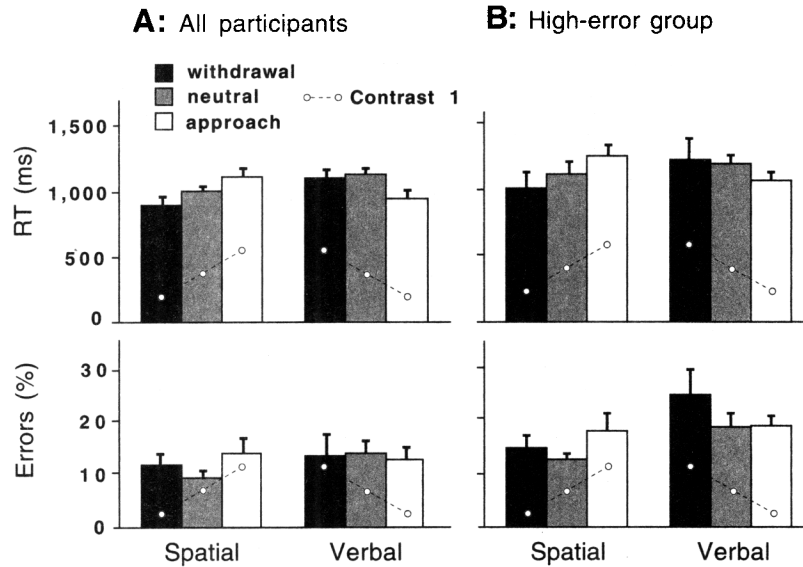 A: All participants
B: High-error group
withdrawal
neutral
approach
Contrast 1
RT (ms)
1,500
1,000
500
0
Errors (%)
30
20
10
0
Spatial
Verbal
Spatial
Verbal